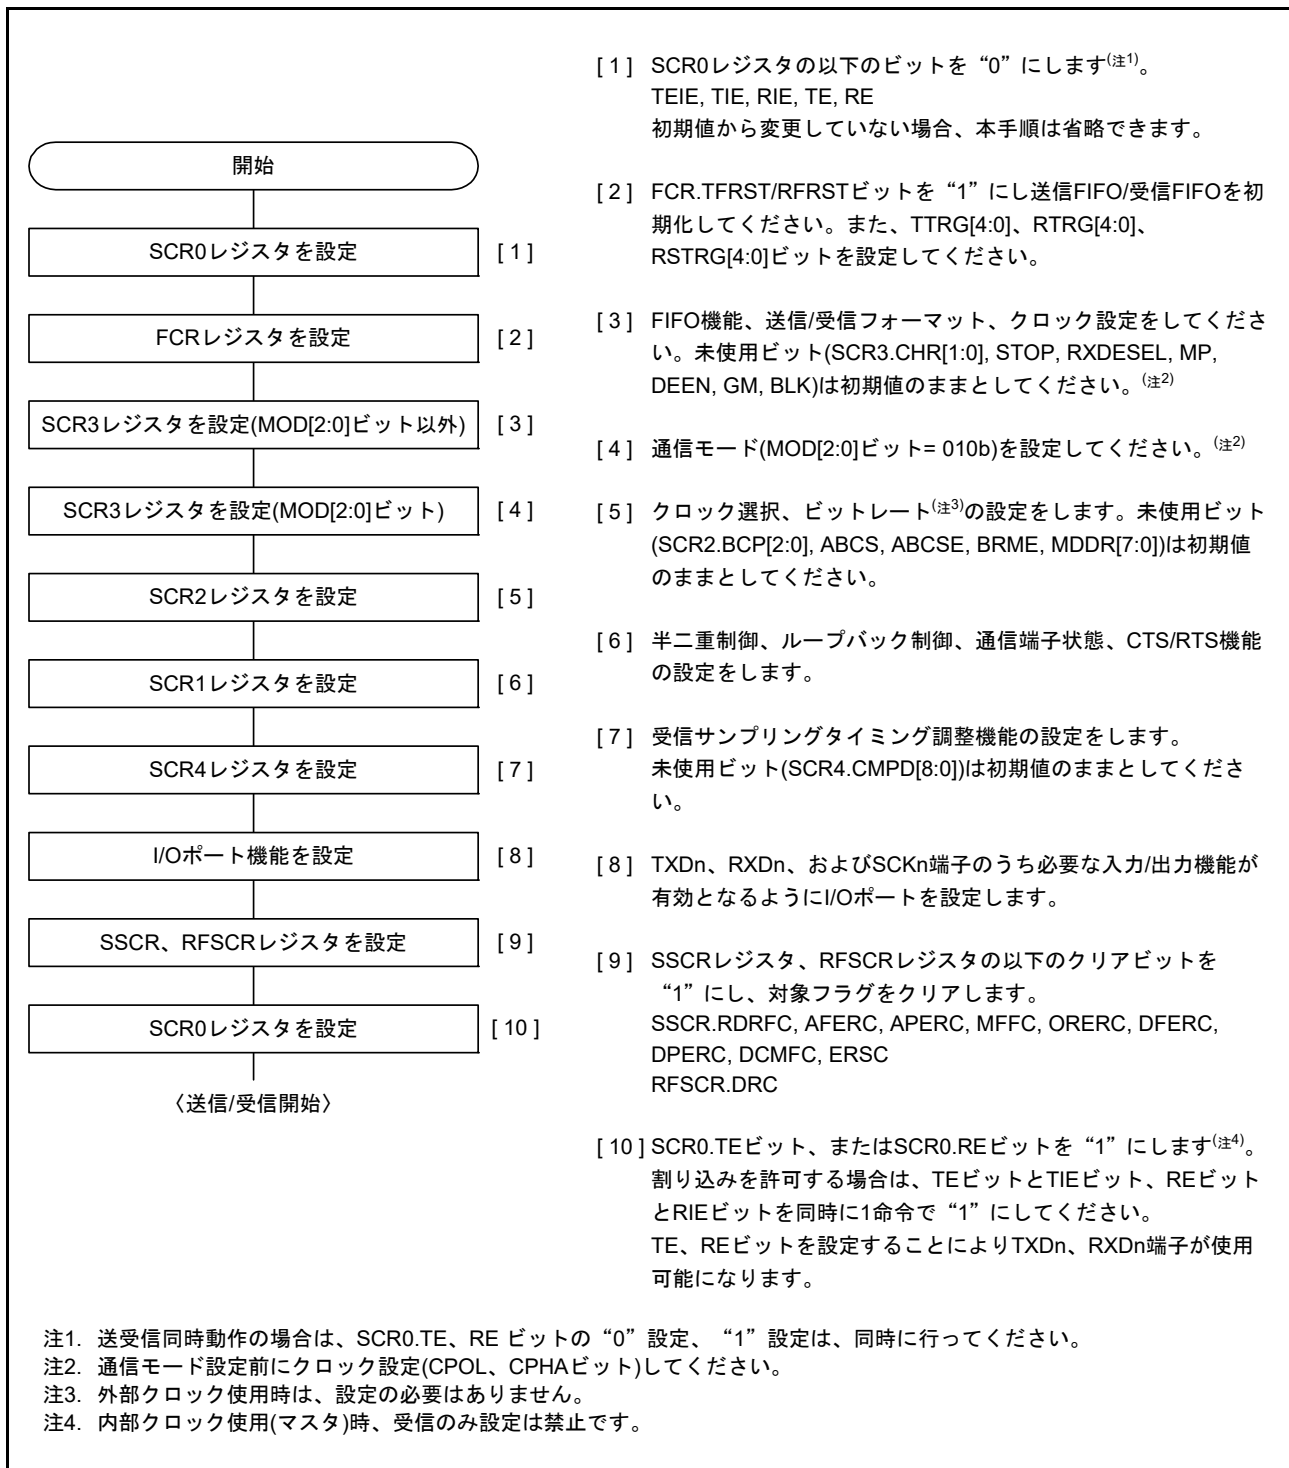 開始
SCR0レジスタを設定 [ 1 ]
FCRレジスタを設定 [ 2 ]
SCR3レジスタを設定(MOD[2:0]ビット以外) [ 3 ]
SCR3レジスタを設定(MOD[2:0]ビット) [ 4 ]
SCR2レジスタを設定 [ 5 ]
SCR1レジスタを設定 [ 6 ]
SCR4レジスタを設定 [ 7 ]
I/Oポート機能を設定 [ 8 ]
SSCR、RFSCRレジスタを設定 [ 9 ]
SCR0レジスタを設定 [ 10 ]
〈送信/受信開始〉
[ 1 ] SCR0レジスタの以下のビットを“0”にします(注1)。
TEIE, TIE, RIE, TE, RE
初期値から変更していない場合、本手順は省略できます。
[ 2 ] FCR.TFRST/RFRSTビットを“1”にし送信FIFO/受信FIFOを初
期化してください。また、TTRG[4:0]、RTRG[4:0]、
RSTRG[4:0]ビットを設定してください。
[ 3 ] FIFO機能、送信/受信フォーマット、クロック設定をしてくださ
い。未使用ビット(SCR3.CHR[1:0], STOP, RXDESEL, MP,
DEEN, GM, BLK)は初期値のままとしてください。(注2)
[ 4 ] 通信モード(MOD[2:0]ビット= 010b)を設定してください。(注2)
[ 5 ] クロック選択、ビットレート(注3)の設定をします。未使用ビット
(SCR2.BCP[2:0], ABCS, ABCSE, BRME, MDDR[7:0])は初期値
のままとしてください。
[ 6 ] 半二重制御、ループバック制御、通信端子状態、CTS/RTS機能
の設定をします。
[ 7 ] 受信サンプリングタイミング調整機能の設定をします。
未使用ビット(SCR4.CMPD[8:0])は初期値のままとしてくださ
い。
[ 8 ] TXDn、RXDn、およびSCKn端子のうち必要な入力/出力機能が
有効となるようにI/Oポートを設定します。
[ 9 ] SSCRレジスタ、RFSCRレジスタの以下のクリアビットを
“1”にし、対象フラグをクリアします。
SSCR.RDRFC, AFERC, APERC, MFFC, ORERC, DFERC,
DPERC, DCMFC, ERSC
RFSCR.DRC
[ 10 ] SCR0.TEビット、またはSCR0.REビットを“1”にします(注4)。
割り込みを許可する場合は、TEビットとTIEビット、REビット
とRIEビットを同時に1命令で“1”にしてください。
TE、REビットを設定することによりTXDn、RXDn端子が使用
可能になります。
注1. 送受信同時動作の場合は、SCR0.TE、RE ビットの“0”設定、“1”設定は、同時に行ってください。
注2. 通信モード設定前にクロック設定(CPOL、CPHAビット)してください。
注3. 外部クロック使用時は、設定の必要はありません。
注4. 内部クロック使用(マスタ)時、受信のみ設定は禁止です。